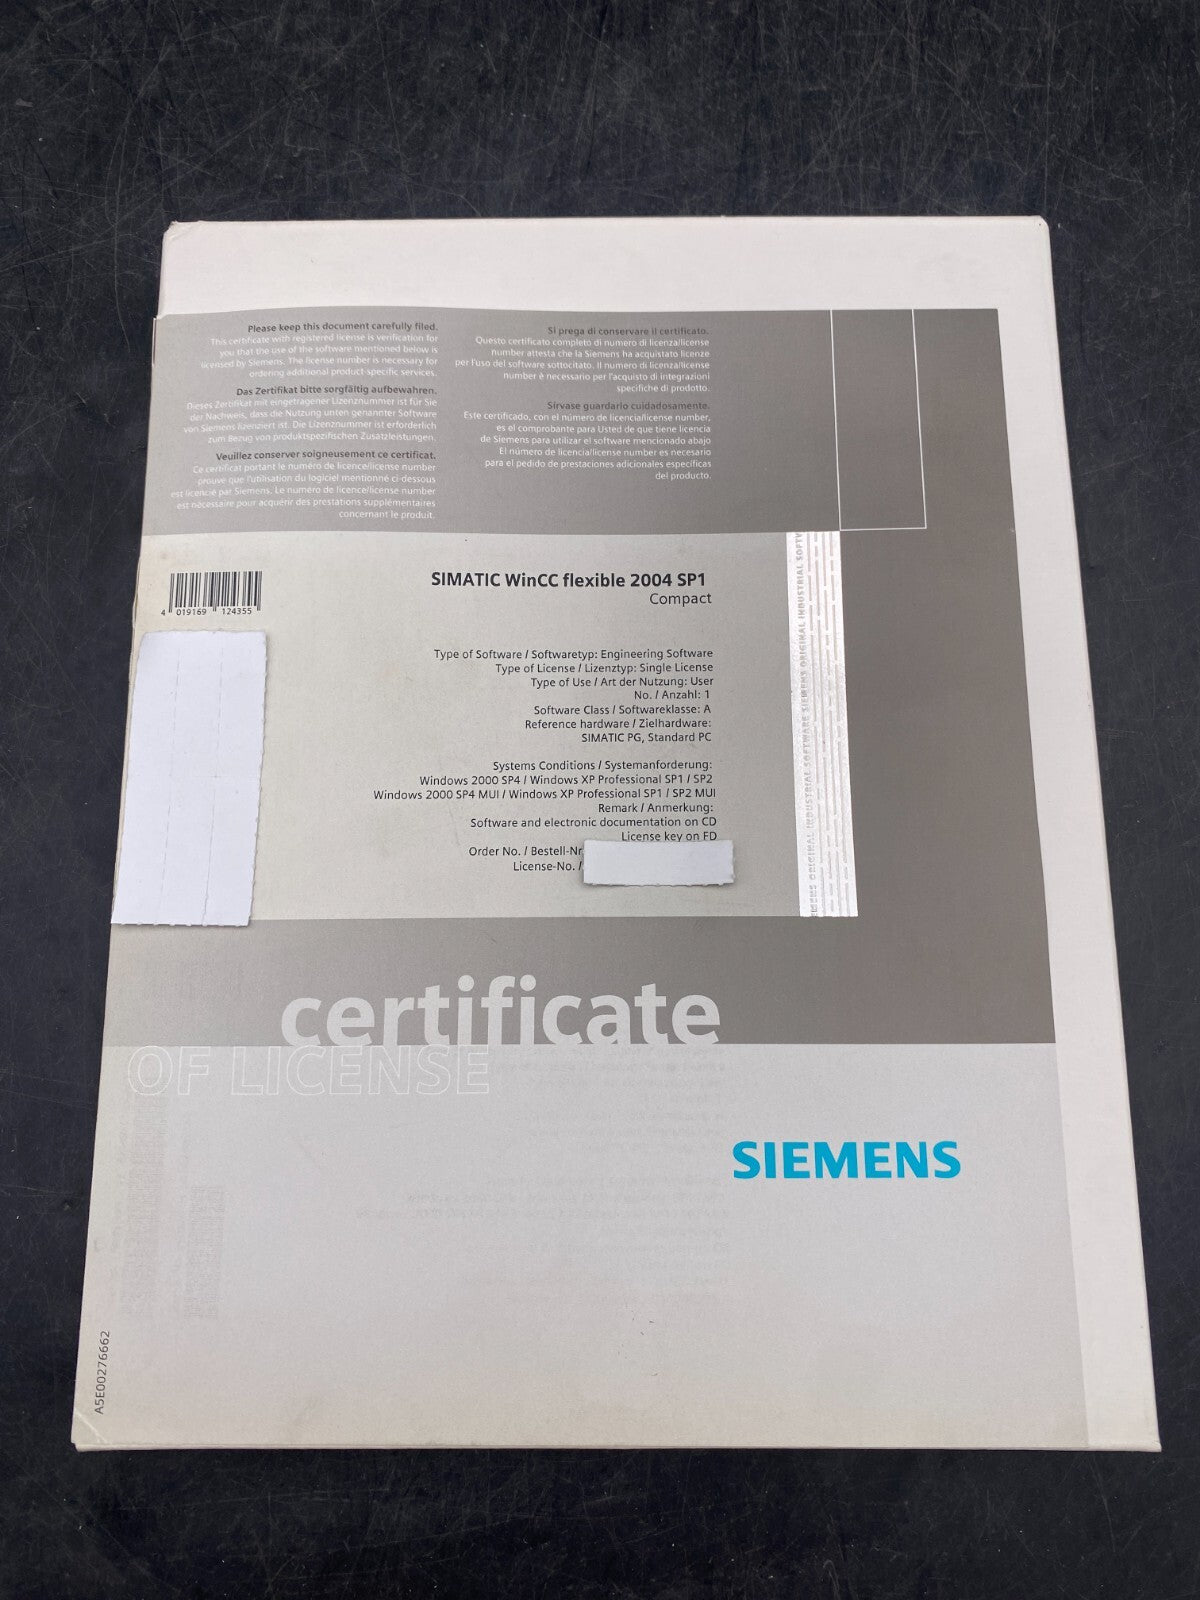 Please keep this document carefully filed.
This certificate with registered license is verification for
you that the use of the software mentioned below is
licensed by Siemens. The license number is necessary for
ordering additional product-specific services.
Das Zertifikat bitte sorgfältig aufbewahren.
Dieses Zertifikat mit eingetragener Lizenznummer ist für Sie
der Nachweis, dass die Nutzung unten genannter Software
von Siemens lizenziert ist. Die Lizenznummer ist erforderlich
zum Bezug von produktspezifischen Zusatzleistungen.
Veuillez conserver soigneusement ce certificat.
Ce certificat portant le numéro de licence/license number
prouve que l'utilisation du logiciel mentionné ci-dessous
est licencié par Siemens. Le numéro de licence/license number
est nécessaire pour acquérir des prestations supplémentaires
concernant le produit.
Si prega di conservare il certificato.
Questo certificato completo di numero di licenza/license
number attesta che la Siemens ha acquistato licenze
per l'uso del software sottocitato. Il numero di licenza/license
number è necessario per l'acquisto di integrazioni
specifiche di prodotto.
Sirvase guardario cuidadosamente.
Este certificado, con el número de licencia/license number,
es el comprobante para Usted de que tiene licencia
de Siemens para utilizar el software mencionado abajo
El número de licencia/license number es necesario
para el pedido de prestaciones adicionales específicas
del producto.
4 019169 124355
SIMATIC WinCC flexible 2004 SP1
Compact
Type of Software / Softwaretyp: Engineering Software
Type of License / Lizenztyp: Single License
Type of Use / Art der Nutzung: User
No. / Anzahl: 1
Software Class / Softwareklasse: A
Reference hardware / Zielhardware:
SIMATIC PG, Standard PC
Systems Conditions / Systemanforderung:
Windows 2000 SP4 / Windows XP Professional SP1 / SP2
Windows 2000 SP4 MUI / Windows XP Professional SP1 / SP2 MUI
Remark / Anmerkung:
Software and electronic documentation on CD
License key on FD
Order No. / Bestell-Nr
License-No. /
SIEMENS ORIGINAL INDUSTRIAL SOFTWARE SIEMENS ORIGINAL INDUSTRIAL SOFTW
certificate
OF LICENSE
SIEMENS
A5E00276662